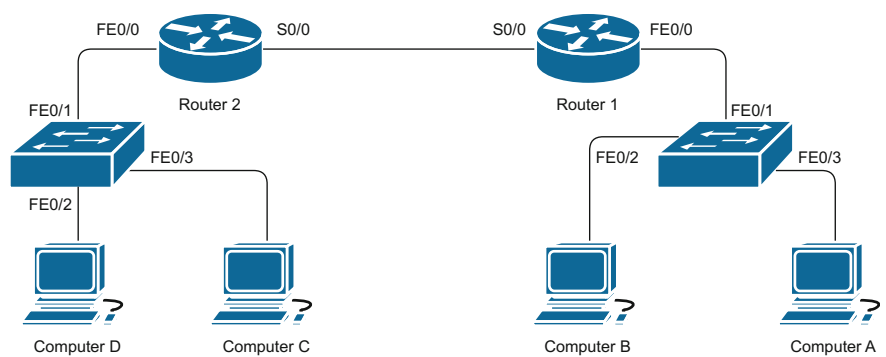 FE0/0
S0/0
S0/0
FE0/0
Router 2
Router 1
FE0/1
FE0/1
FE0/3
FE0/2
FE0/3
FE0/2
Computer D
Computer C
Computer B
Computer A